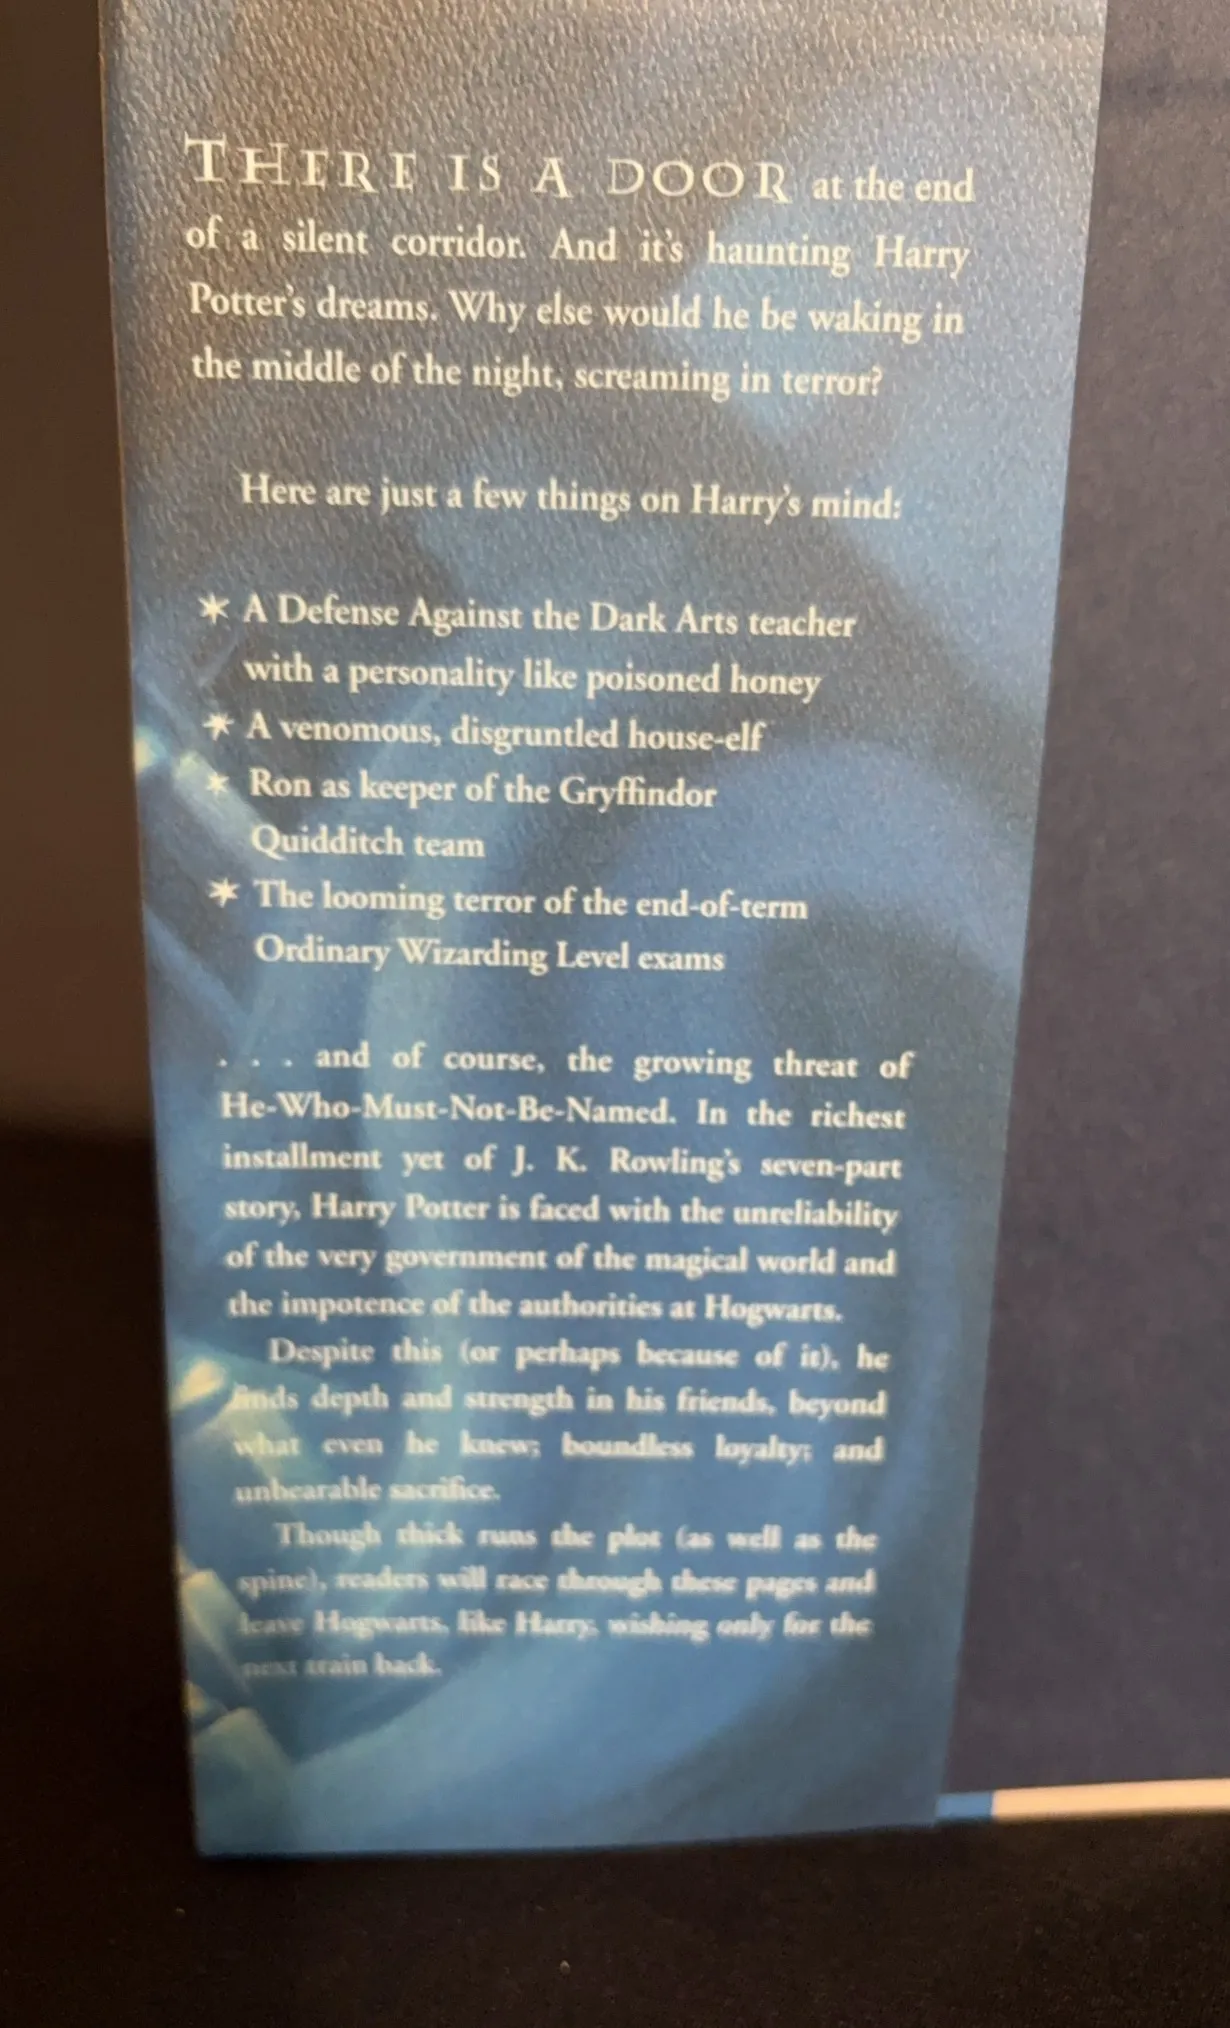 THERE IS A DOOR at the end
of a silent corridor. And it's haunting Harry
Potter's dreams. Why else would he be waking in
the middle of the night, screaming in terror?
Here are just a few things on Harry's mind:
* A Defense Against the Dark Arts teacher
with a personality like poisoned honey
* A venomous, disgruntled house-elf
* Ron as keeper of the Gryffindor
Quidditch team
* The looming terror of the end-of-term
Ordinary Wizarding Level exams
. . . and of course, the growing threat of
He-Who-Must-Not-Be-Named. In the richest
installment yet of J. K. Rowling's seven-part
story, Harry Potter is faced with the unreliability
of the very government of the magical world and
the impotence of the authorities at Hogwarts.
Despite this (or perhaps because of it), he
finds depth and strength in his friends, beyond
what even he knew; boundless loyalty; and
unbearable sacrifice.
Though thick runs the plot (as well as the
spine), readers will race through these pages and
leave Hogwarts, like Harry, wishing only for the
next train back.